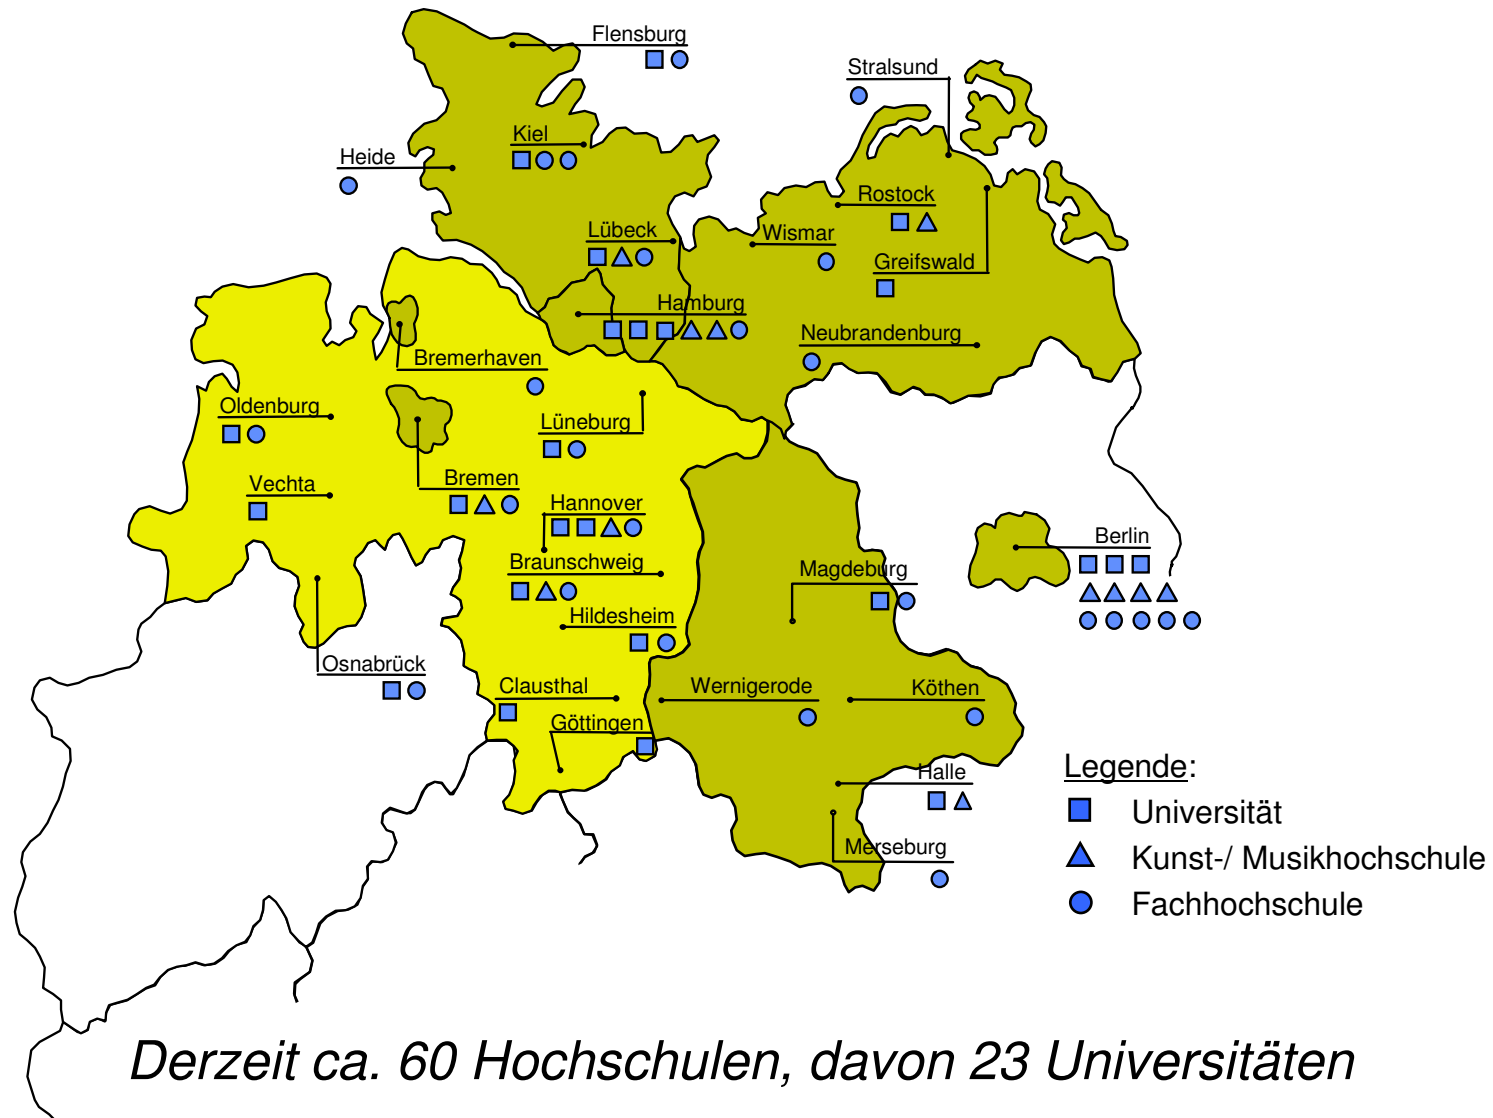 Flensburg
Stralsund
Kiel
Heide
Rostock
Lübeck
Wismar
Greifswald
Hamburg
Neubrandenburg
Bremerhaven
Oldenburg
Lüneburg
Vechta
Bremen
Hannover
Berlin
Braunschweig
Magdeburg
Hildesheim
Osnabrück
Clausthal
Wernigerode
Köthen
Göttingen
Halle
Merseburg
Legende:
Universität
Kunst-/ Musikhochschule
Fachhochschule
Derzeit ca. 60 Hochschulen, davon 23 Universitäten